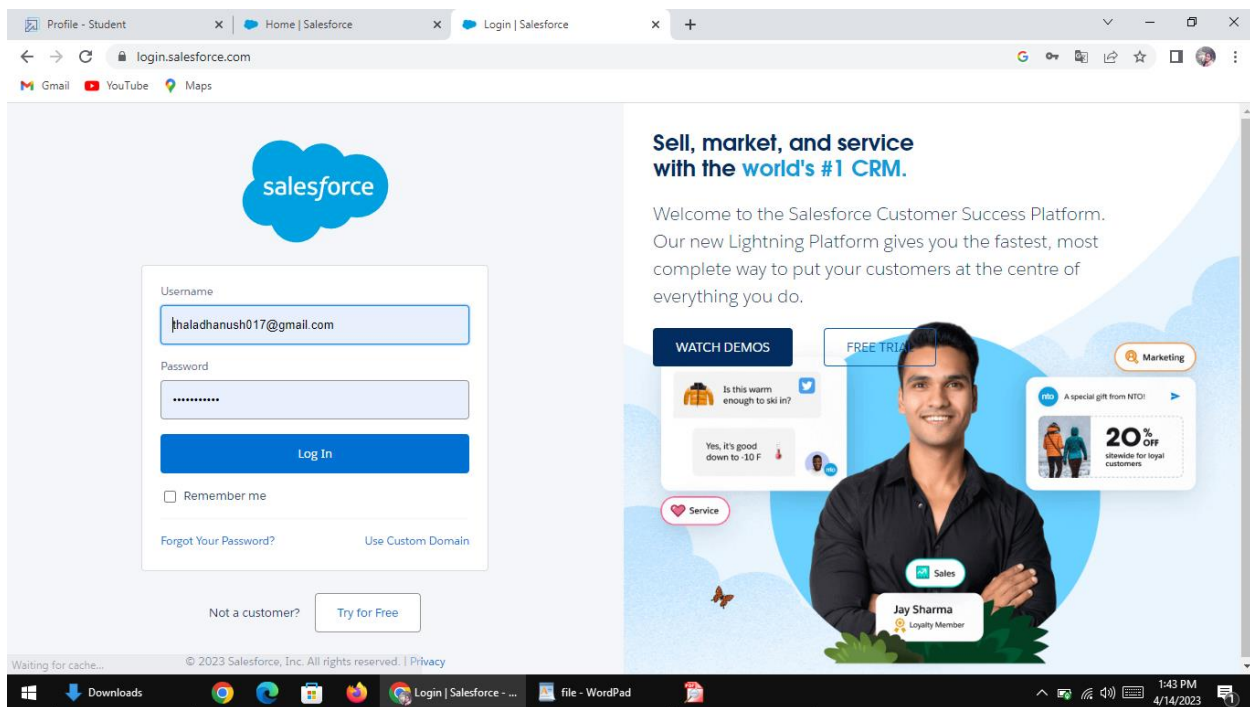 Profile - Student
Home | Salesforce
Login | Salesforce
login.salesforce.com
Gmail
YouTube
Maps
salesforce
Username
thaladhanush017@gmail.com
Password
Log In
Remember me
Forgot Your Password?
Use Custom Domain
Not a customer?
Try for Free
© 2023 Salesforce, Inc. All rights reserved. | Privacy
Waiting for cache...
Sell, market, and service
with the world's #1 CRM.
Welcome to the Salesforce Customer Success Platform.
Our new Lightning Platform gives you the fastest, most
complete way to put your customers at the centre of
everything you do.
WATCH DEMOS
FREE TRIAL
Is this warm
enough to ski in?
Yes, it's good
down to -10 F
nto
Service
Marketing
nto
A special gift from NTO!
20% OFF
sitewide for loyal
customers
Sales
Jay Sharma
Loyalty Member
Downloads
Login | Salesforce - ...
file - WordPad
1:43 PM
4/14/2023
1